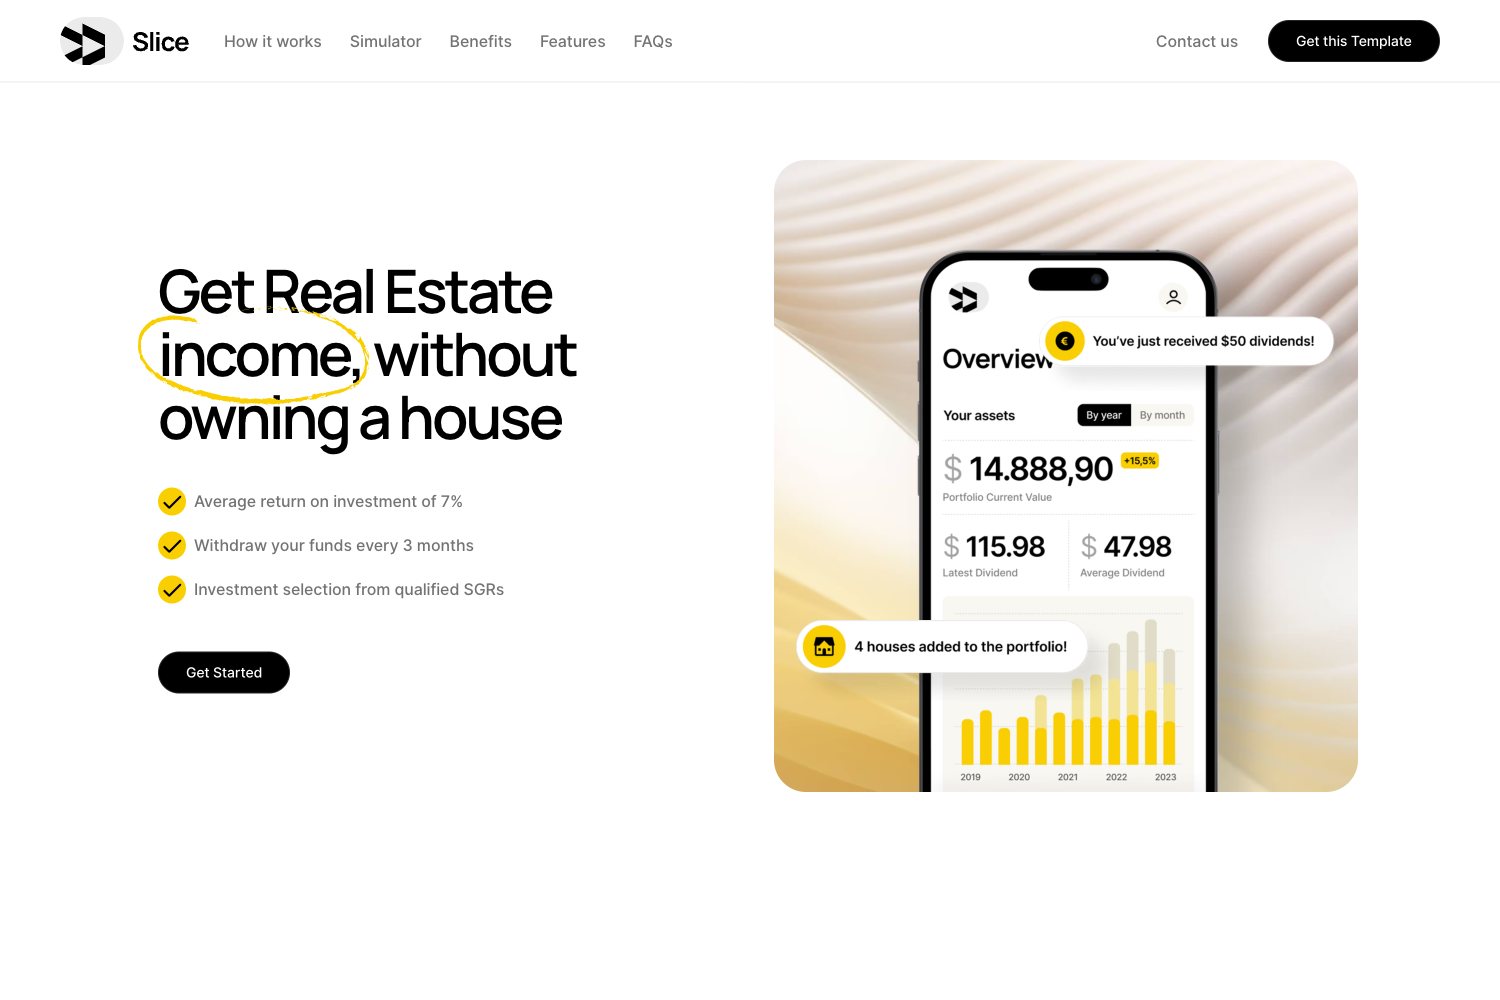 Slice
How it works
Simulator
Benefits
Features
FAQs
Contact us
Get this Template
Get Real Estate
income, without
owning a house
Average return on investment of 7%
Withdraw your funds every 3 months
Investment selection from qualified SGRs
Get Started
€ You've just received $50 dividends!
Overview
Your assets
By year
By month
$ 14.888,90 +15,5%
Portfolio Current Value
$ 115.98
Latest Dividend
$ 47.98
Average Dividend
4 houses added to the portfolio!
2019 2020 2021 2022 2023